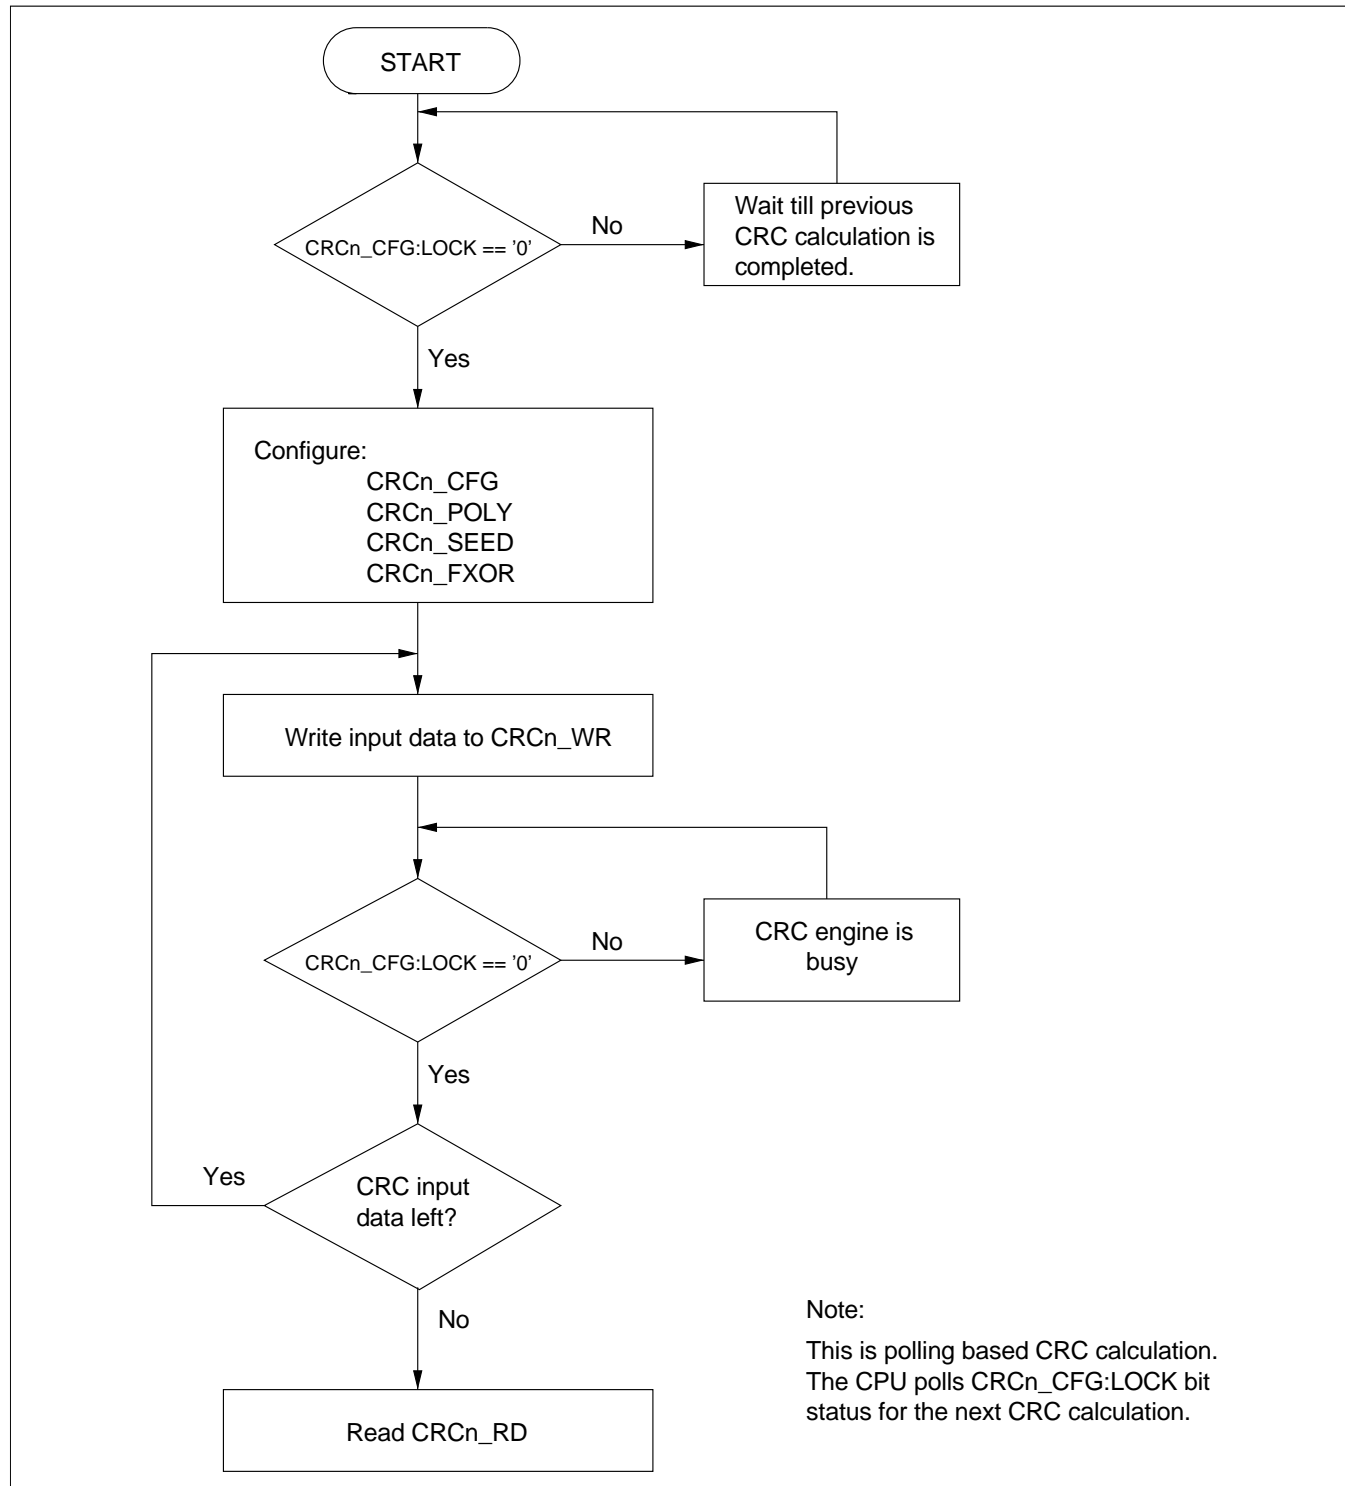 START
No
Wait till previous
CRC calculation is
completed.
CRCn_CFG:LOCK == '0'
Yes
Configure:
CRCn_CFG
CRCn_POLY
CRCn_SEED
CRCn_FXOR
Write input data to CRCn_WR
No
CRC engine is
busy
CRCn_CFG:LOCK == '0'
Yes
Yes
CRC input
data left?
No
Note:
This is polling based CRC calculation.
The CPU polls CRCn_CFG:LOCK bit
status for the next CRC calculation.
Read CRCn_RD